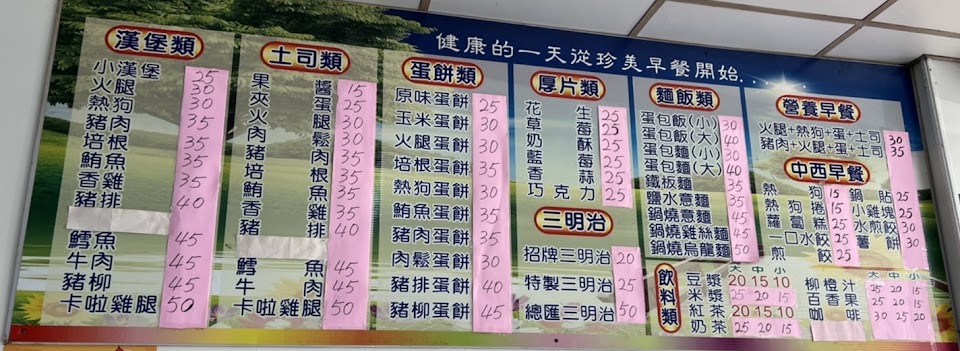 健康的一天從珍美早餐開始..
漢堡類
小漢堡 25
火腿 30
熱狗 30
豬肉 35
培根 35
鮪魚 35
香雞 35
豬排 40
鱈魚 45
牛肉 45
豬柳 45
卡啦雞腿 50
土司類
果醬 15
夾蛋 25
火腿 30
肉鬆 35
豬肉 35
培根 35
鮪魚 35
香雞 35
豬排 40
鱈魚 45
牛肉 45
卡啦雞腿 50
蛋餅類
原味蛋餅 25
玉米蛋餅 30
火腿蛋餅 30
培根蛋餅 35
熱狗蛋餅 30
鮪魚蛋餅 35
豬肉蛋餅 35
肉鬆蛋餅 30
豬排蛋餅 40
豬柳蛋餅 45
厚片類
花生 25
草莓 25
奶酥 25
藍莓 25
香蒜 25
巧克力 25
三明治
招牌三明治 20
特製三明治 25
總匯三明治 50
麵飯類
蛋包飯(小) 30
蛋包飯(大) 40
蛋包麵(小) 30
蛋包麵(大) 40
鐵板麵 35
鹽水意麵 35
鍋燒意麵 45
鍋燒雞絲麵 45
鍋燒烏龍麵 50
營養早餐
火腿+熱狗+蛋+土司 30
豬肉+火腿+蛋+土司 35
中西早餐
熱狗 15 鍋貼 25
熱狗捲 25 小雞塊 25
蘿蔔糕 25 水煎餃
一口水餃 25 薯餅 25
煎餃 25
飲料類
大 中 小
豆漿 20 15 10
米漿 25 20 15
紅茶 20 15 10
奶茶 25 20 15
大 中 小
柳橙汁 25 20 15
百香果 25 20 15
咖啡 30 25 20